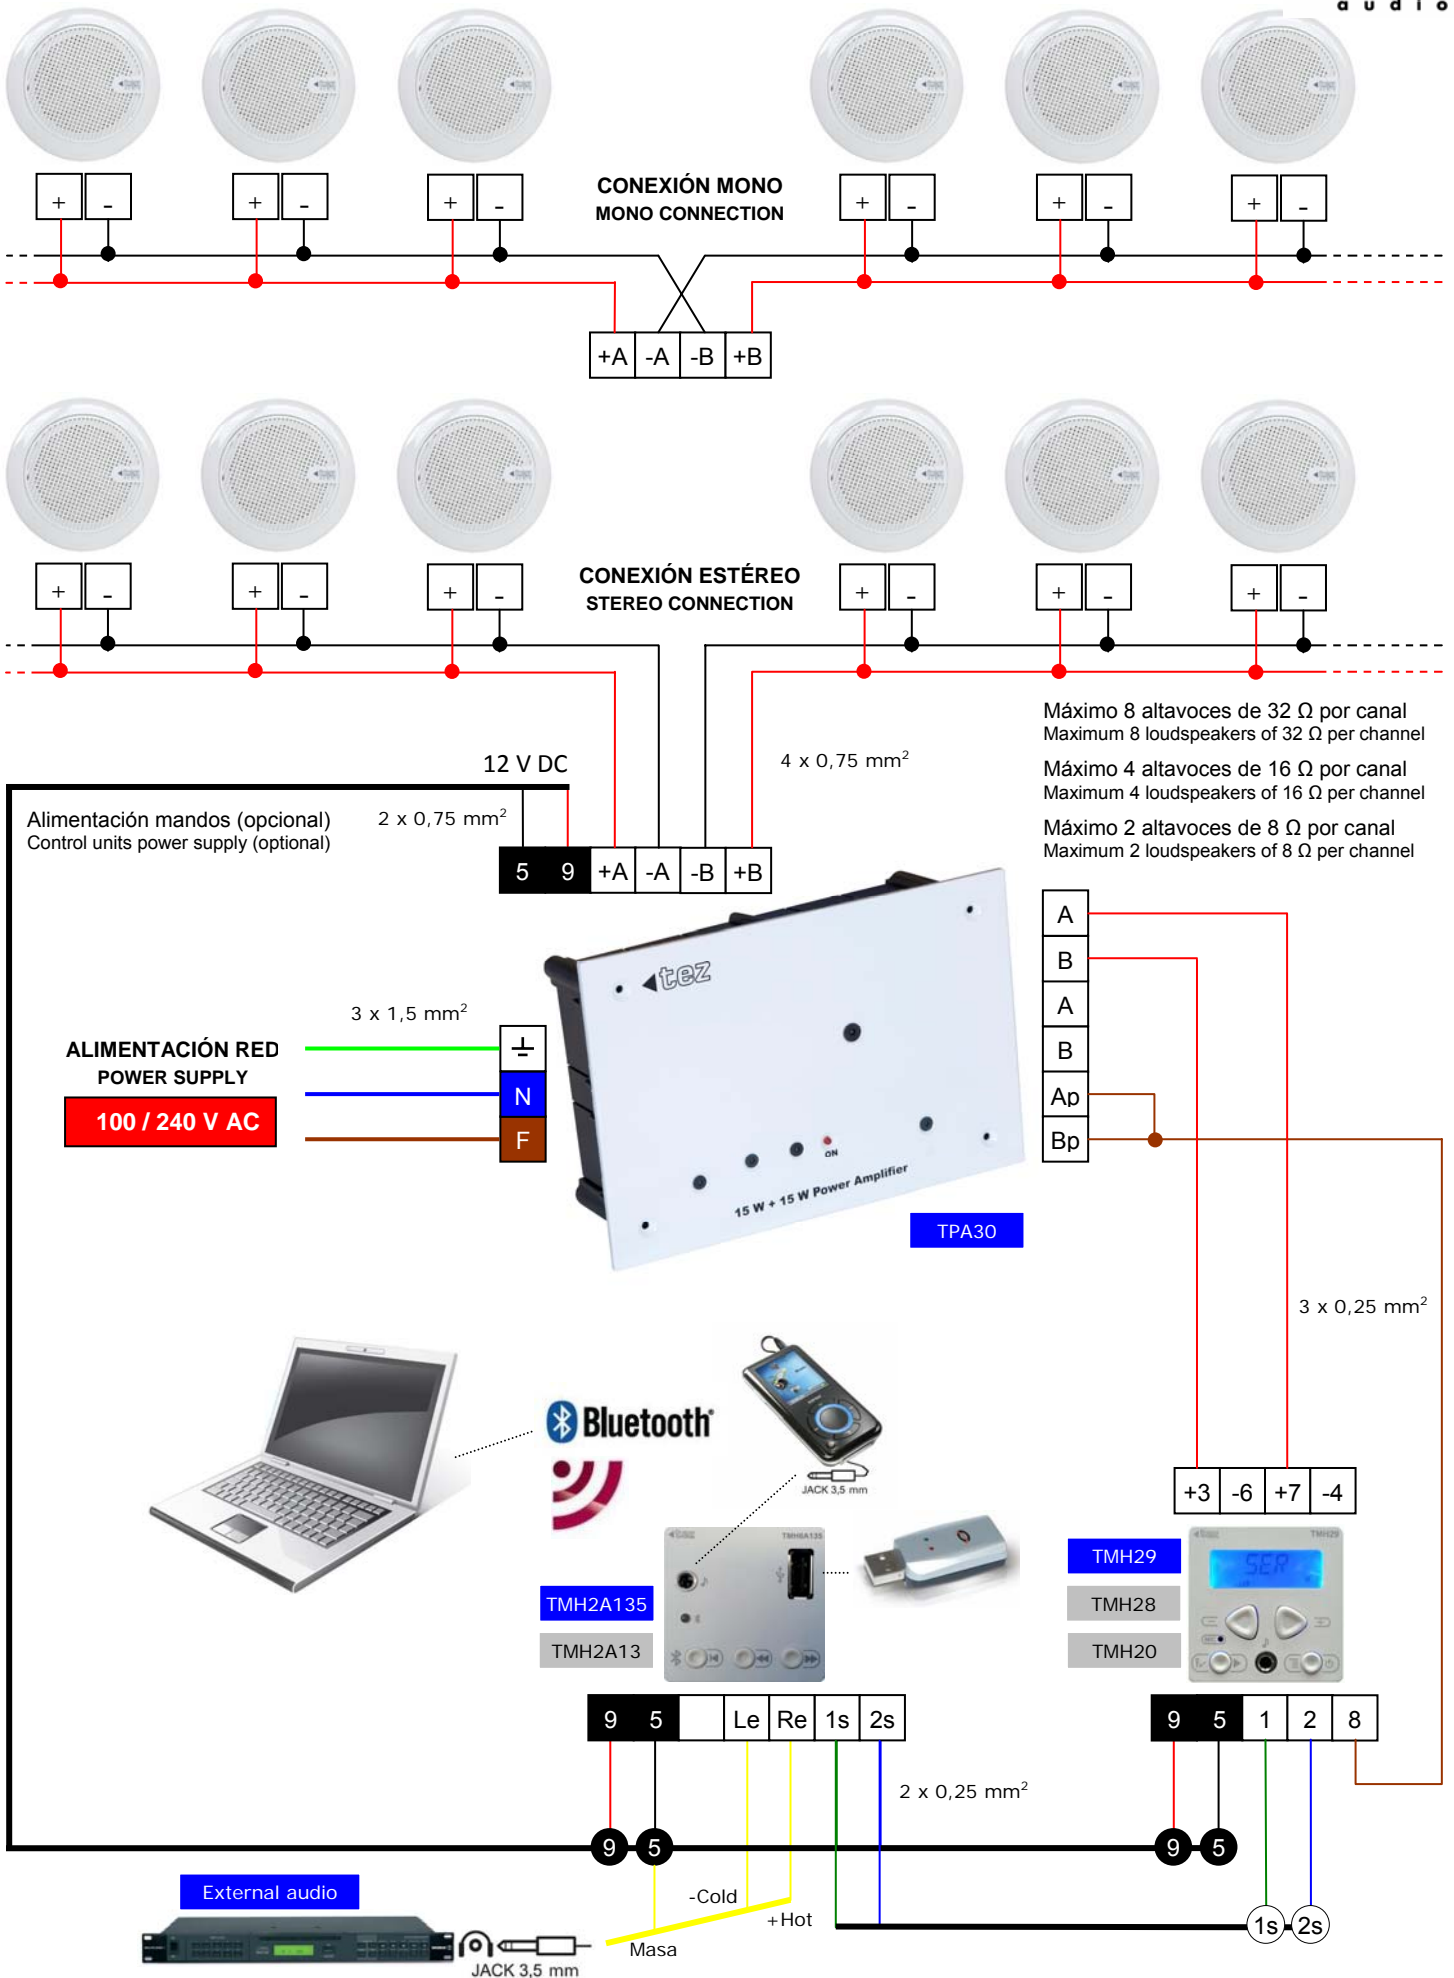 audio
+ - + - + - + - + - + -
CONEXIÓN MONO
MONO CONNECTION
+A -A -B +B
+ - + - + - + - + - + -
CONEXIÓN ESTÉREO
STEREO CONNECTION
Máximo 8 altavoces de 32 Ω por canal
Maximum 8 loudspeakers of 32 Ω per channel
Máximo 4 altavoces de 16 Ω por canal
Maximum 4 loudspeakers of 16 Ω per channel
Máximo 2 altavoces de 8 Ω por canal
Maximum 2 loudspeakers of 8 Ω per channel
12 V DC
4 x 0,75 mm²
Alimentación mandos (opcional)
Control units power supply (optional)
2 x 0,75 mm²
5 9 +A -A -B +B
tez
ON
15 W + 15 W Power Amplifier
TPA30
A
B
A
B
Ap
Bp
3 x 1,5 mm²
ALIMENTACIÓN RED
POWER SUPPLY
100 / 240 V AC
N
F
3 x 0,25 mm²
Bluetooth
JACK 3,5 mm
+3 -6 +7 -4
tez TMH6A135
TMH2A135
TMH2A13
tez TMH29
SER
MIC
TMH29
TMH28
TMH20
9 5 Le Re 1s 2s
9 5 1 2 8
2 x 0,25 mm²
9 5
9 5
External audio
-Cold
+Hot
Masa
1s 2s
JACK 3,5 mm